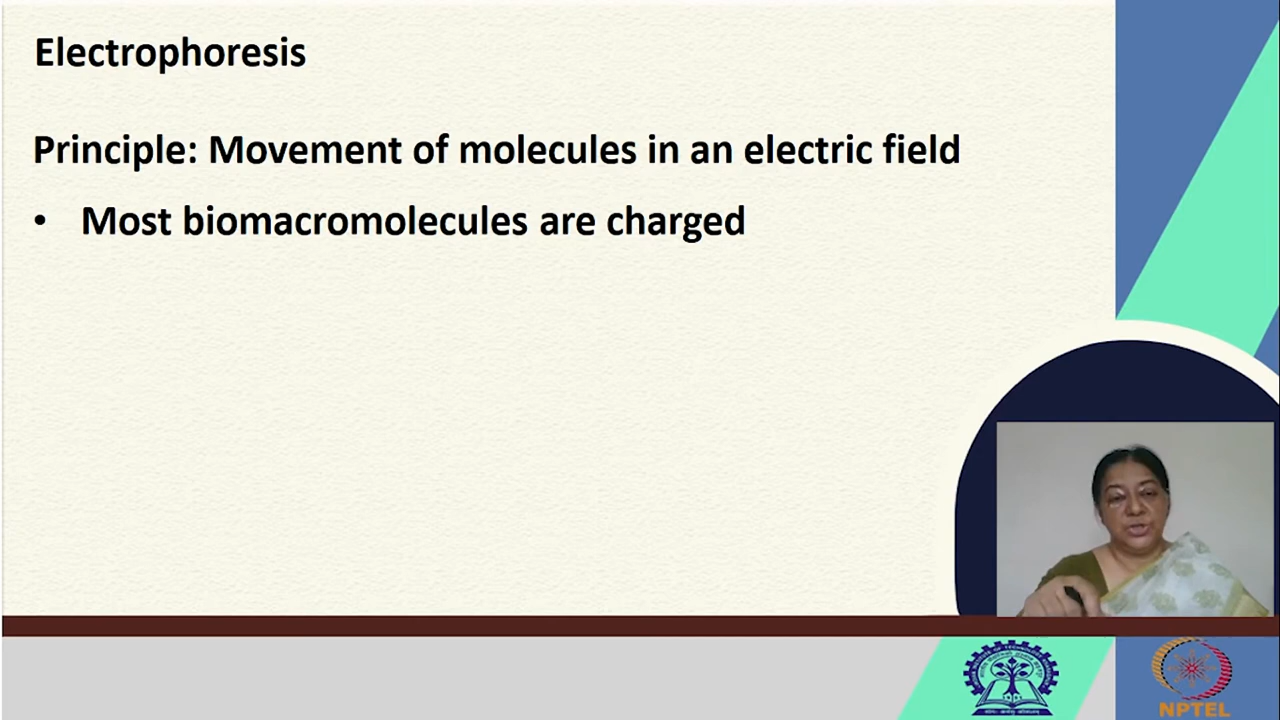 Electrophoresis
Principle: Movement of molecules in an electric field
• Most biomacromolecules are charged
NPTEL